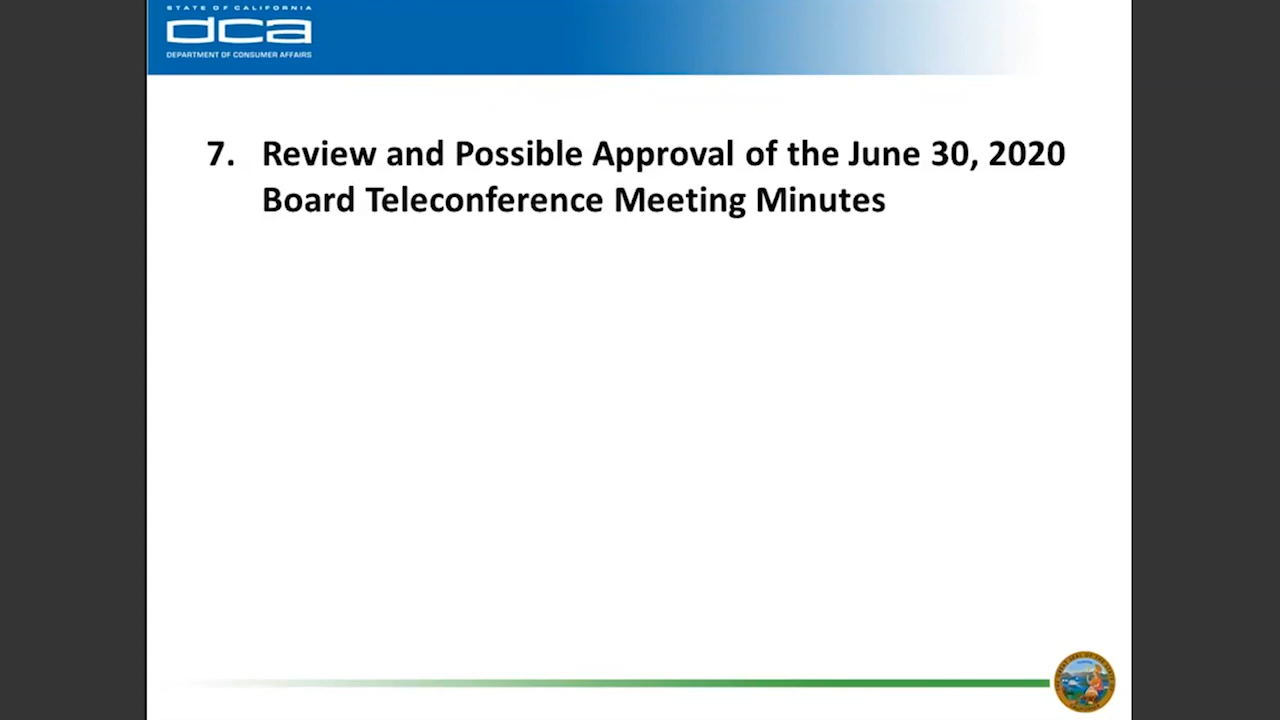 STATE OF CALIFORNIA
dca
DEPARTMENT OF CONSUMER AFFAIRS
7. Review and Possible Approval of the June 30, 2020
Board Teleconference Meeting Minutes